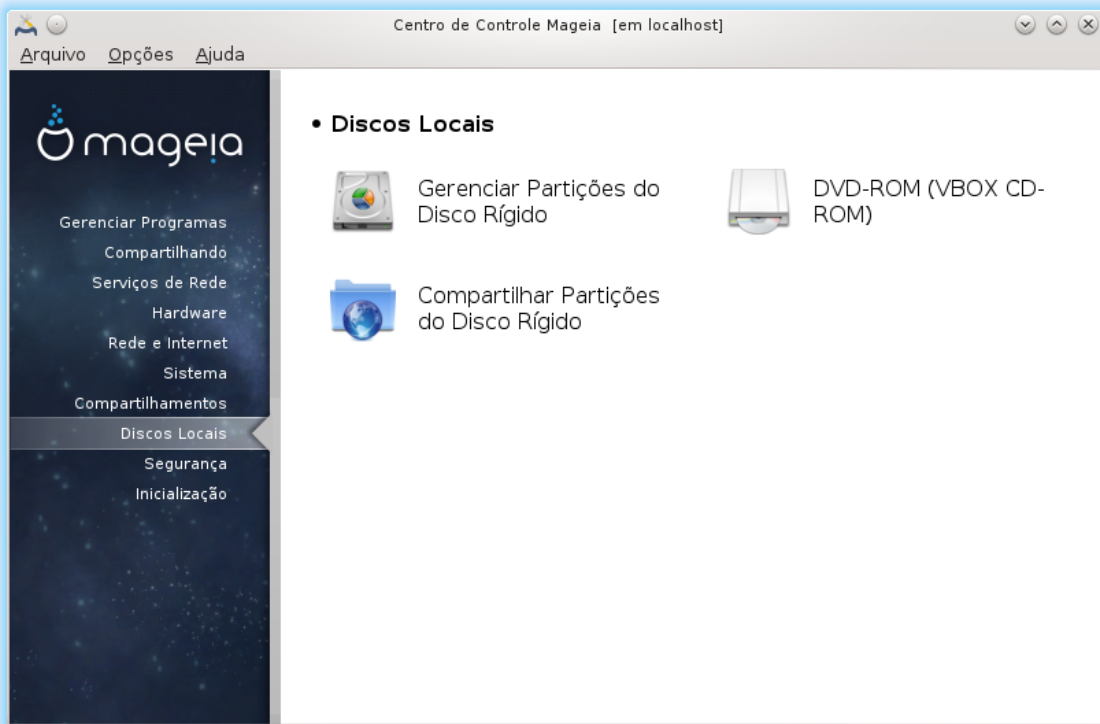 Centro de Controle Mageia [em localhost]
Arquivo Opções Ajuda
mageia
Gerenciar Programas
Compartilhando
Serviços de Rede
Hardware
Rede e Internet
Sistema
Compartilhamentos
Discos Locais
Segurança
Inicialização
• Discos Locais
Gerenciar Partições do
Disco Rígido
DVD-ROM (VBOX CD-
ROM)
Compartilhar Partições
do Disco Rígido